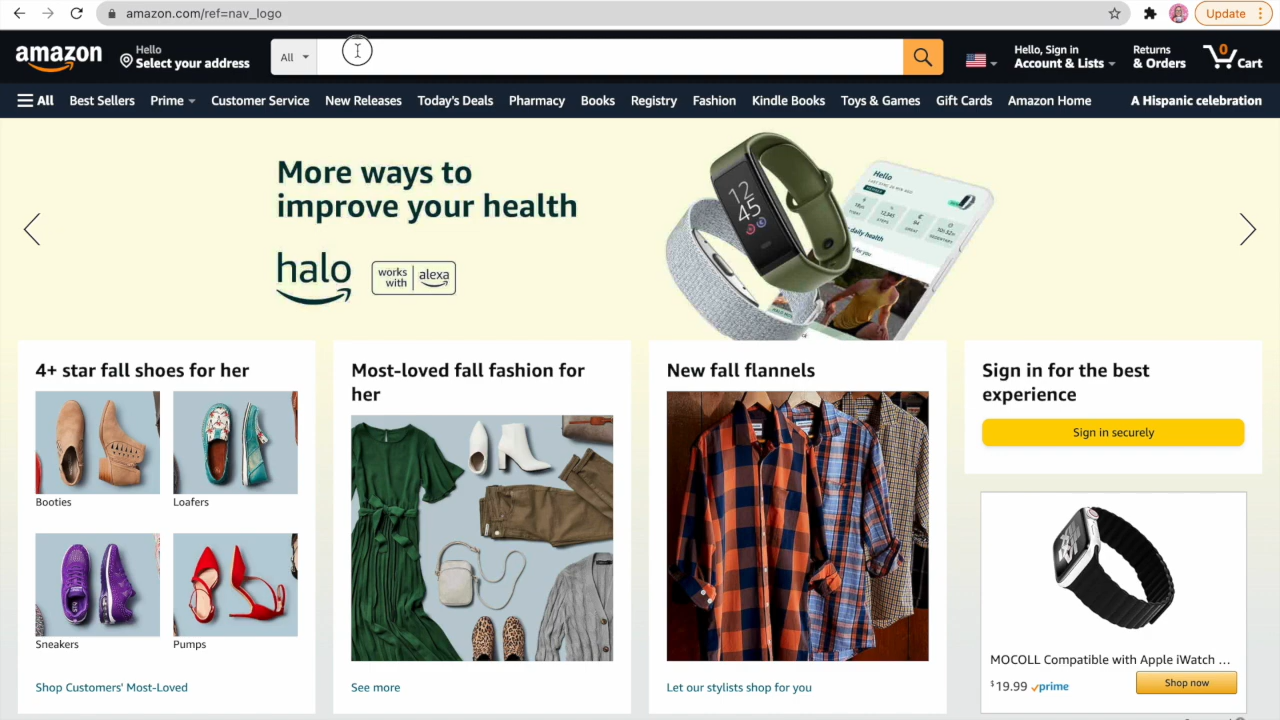 amazon.com/ref=nav_logo
Update
amazon
Hello
Select your address
All
Hello, Sign in
Account & Lists
Returns
& Orders
0
Cart
All
Best Sellers
Prime
Customer Service
New Releases
Today's Deals
Pharmacy
Books
Registry
Fashion
Kindle Books
Toys & Games
Gift Cards
Amazon Home
A Hispanic celebration
More ways to
improve your health
halo
works
with
alexa
12
45
Hello
daily health
4+ star fall shoes for her
Booties
Loafers
Sneakers
Pumps
Shop Customers' Most-Loved
Most-loved fall fashion for
her
See more
New fall flannels
Let our stylists shop for you
Sign in for the best
experience
Sign in securely
MOCOLL Compatible with Apple iWatch ...
$19.99 prime
Shop now